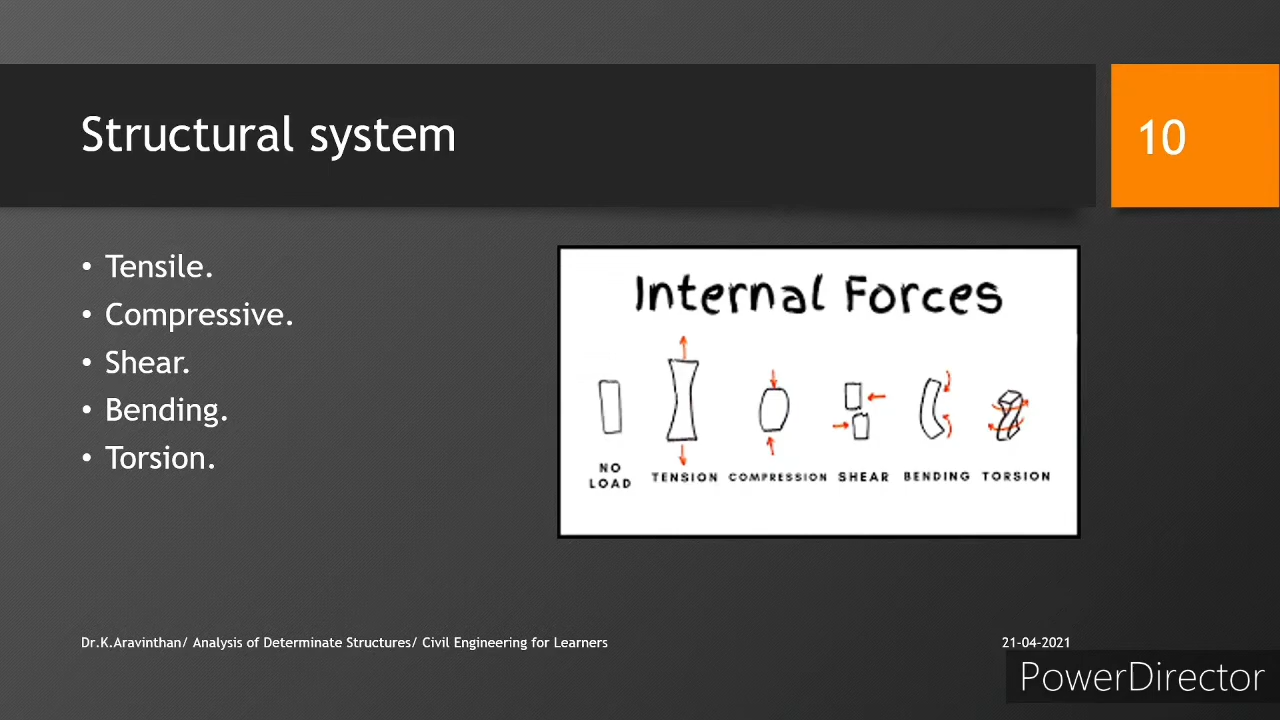 Structural system
10
• Tensile.
• Compressive.
• Shear.
• Bending.
• Torsion.
Internal Forces
NO
LOAD
TENSION
COMPRESSION
SHEAR
BENDING
TORSION
Dr.K.Aravinthan/ Analysis of Determinate Structures/ Civil Engineering for Learners
21-04-2021
PowerDirector